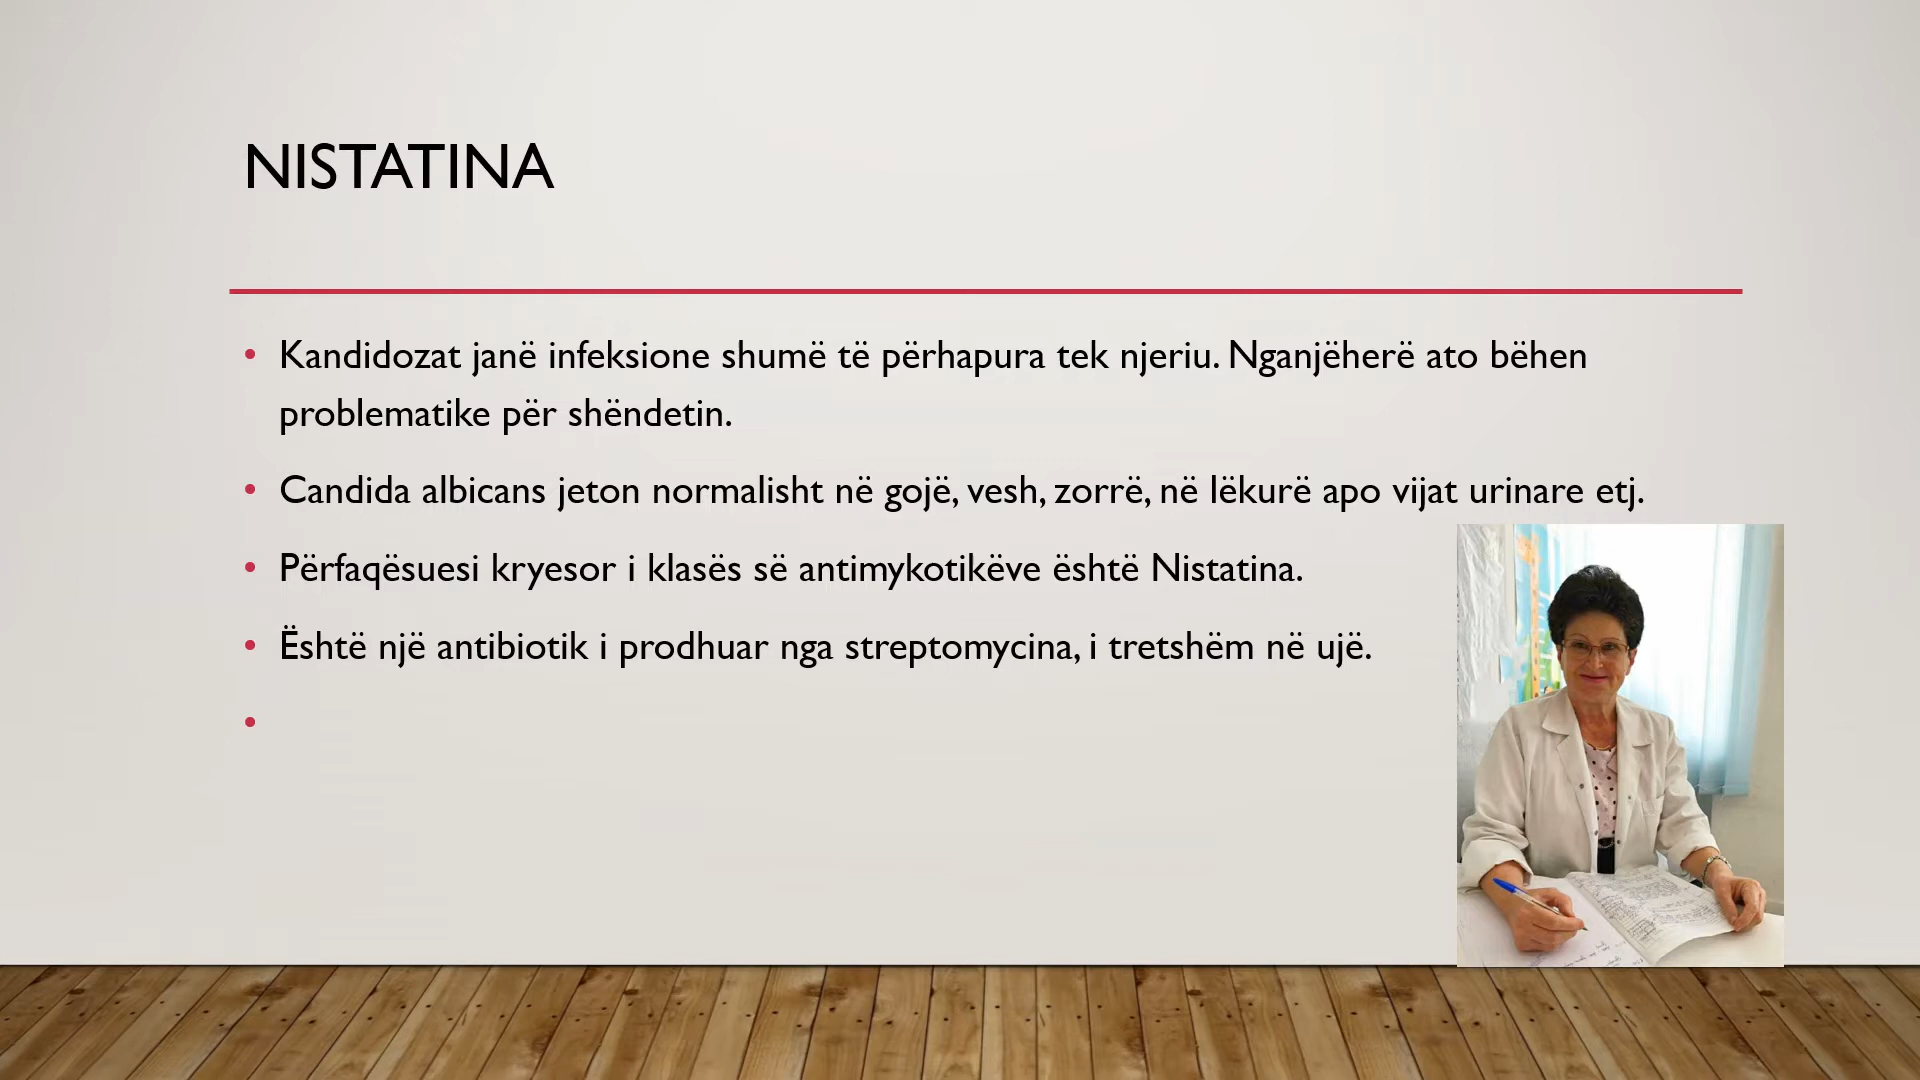 NISTATINA
• Kandidozat janë infeksione shumë të përhapura tek njeriu. Nganjëherë ato bëhen
problematike për shëndetin.
• Candida albicans jeton normalisht në gojë, vesh, zorrë, në lëkurë apo vijat urinare etj.
• Përfaqësuesi kryesor i klasës së antimykotikëve është Nistatina.
• Është një antibiotik i prodhuar nga streptomycina, i tretshëm në ujë.
•